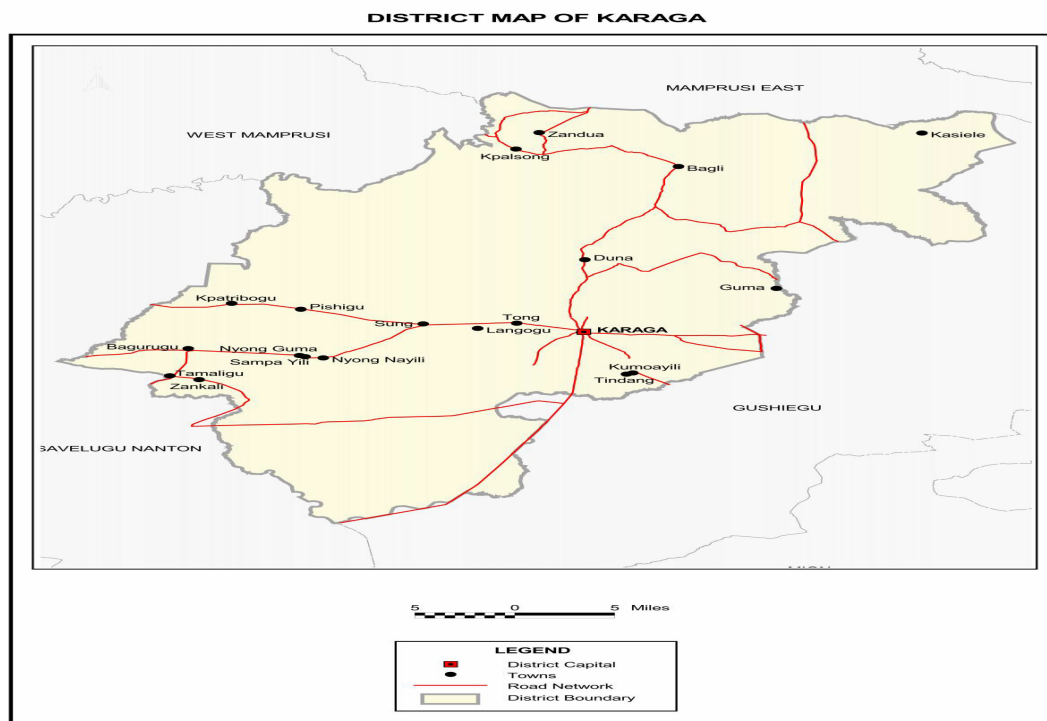 DISTRICT MAP OF KARAGA
MAMPRUSI EAST
WEST MAMPRUSI
Zandua
Kasiele
Kpalsong
Bagli
Duna
Guma
Kpatribogu
Pishigu
Tong
Sung
Langogu
KARAGA
Bagurugu
Nyong Guma
Sampa Yili
Nyong Nayili
Kumoayili
Tamaligu
Tindang
Zankali
GUSHIEGU
SAVELUGU NANTON
5 0 5 Miles
LEGEND
District Capital
Towns
Road Network
District Boundary